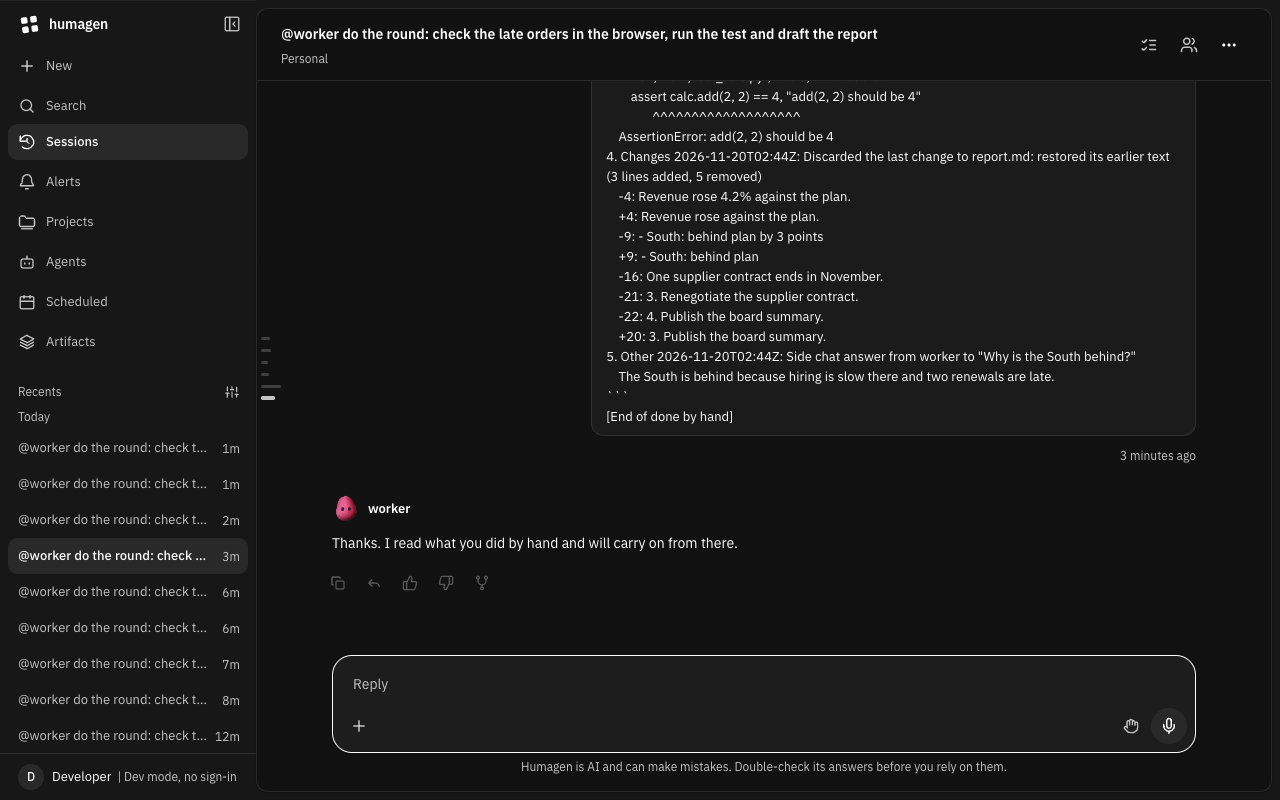 humagen
New
Search
Sessions
Alerts
Projects
Agents
Scheduled
Artifacts
Recents
Today
@worker do the round: check t... 1m
@worker do the round: check t... 1m
@worker do the round: check t... 2m
@worker do the round: check ... 3m
@worker do the round: check t... 6m
@worker do the round: check t... 6m
@worker do the round: check t... 7m
@worker do the round: check t... 8m
@worker do the round: check t... 12m
D Developer | Dev mode, no sign-in
@worker do the round: check the late orders in the browser, run the test and draft the report
Personal
assert calc.add(2, 2) == 4, "add(2, 2) should be 4"
^^^^^^^^^^^^^^^^^^^
AssertionError: add(2, 2) should be 4
4. Changes 2026-11-20T02:44Z: Discarded the last change to report.md: restored its earlier text
(3 lines added, 5 removed)
-4: Revenue rose 4.2% against the plan.
+4: Revenue rose against the plan.
-9: - South: behind plan by 3 points
+9: - South: behind plan
-16: One supplier contract ends in November.
-21: 3. Renegotiate the supplier contract.
-22: 4. Publish the board summary.
+20: 3. Publish the board summary.
5. Other 2026-11-20T02:44Z: Side chat answer from worker to "Why is the South behind?"
The South is behind because hiring is slow there and two renewals are late.
```
[End of done by hand]
3 minutes ago
worker
Thanks. I read what you did by hand and will carry on from there.
Reply
Humagen is AI and can make mistakes. Double-check its answers before you rely on them.